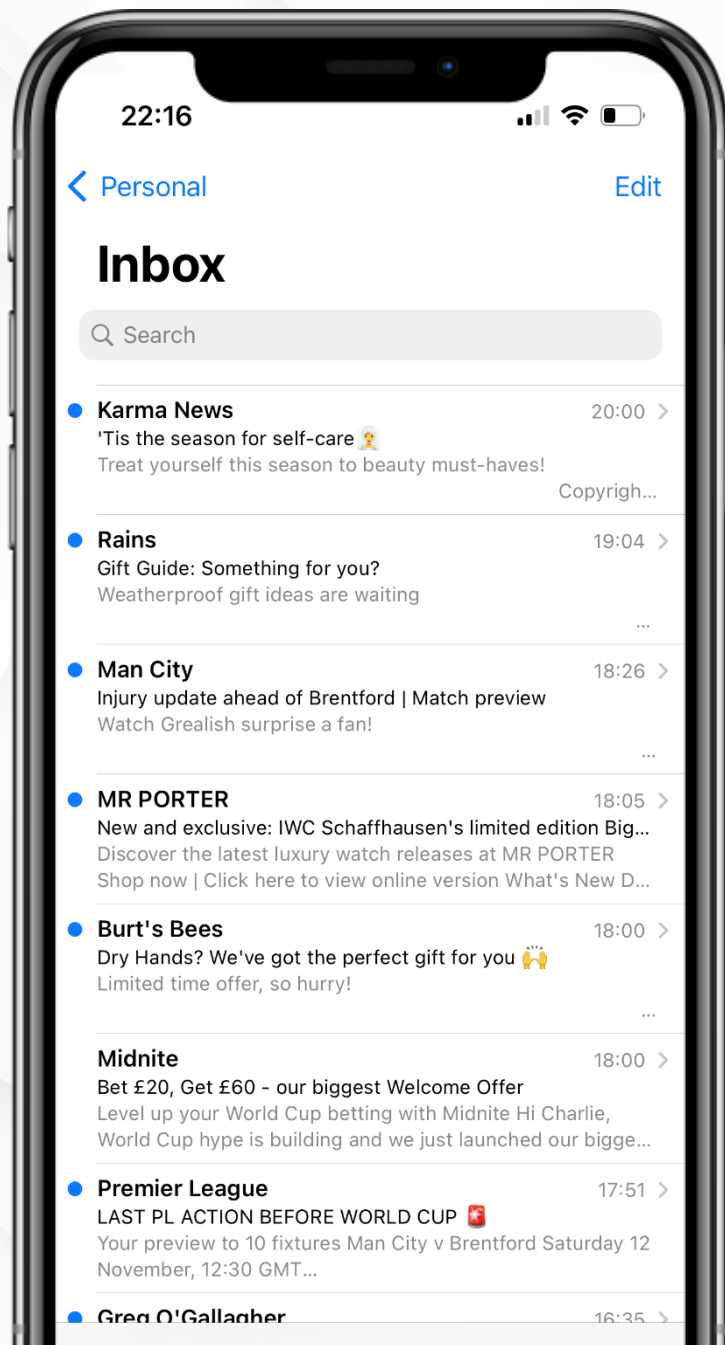 22:16
Personal
Edit
Inbox
Search
Karma News 20:00
'Tis the season for self-care 🧖
Treat yourself this season to beauty must-haves!
Copyrigh...
Rains 19:04
Gift Guide: Something for you?
Weatherproof gift ideas are waiting
...
Man City 18:26
Injury update ahead of Brentford | Match preview
Watch Grealish surprise a fan!
...
MR PORTER 18:05
New and exclusive: IWC Schaffhausen's limited edition Big...
Discover the latest luxury watch releases at MR PORTER
Shop now | Click here to view online version What's New D...
Burt's Bees 18:00
Dry Hands? We've got the perfect gift for you 🙌
Limited time offer, so hurry!
...
Midnite 18:00
Bet £20, Get £60 - our biggest Welcome Offer
Level up your World Cup betting with Midnite Hi Charlie,
World Cup hype is building and we just launched our bigge...
Premier League 17:51
LAST PL ACTION BEFORE WORLD CUP 🚨
Your preview to 10 fixtures Man City v Brentford Saturday 12
November, 12:30 GMT...
Greg O'Gallagher 16:35